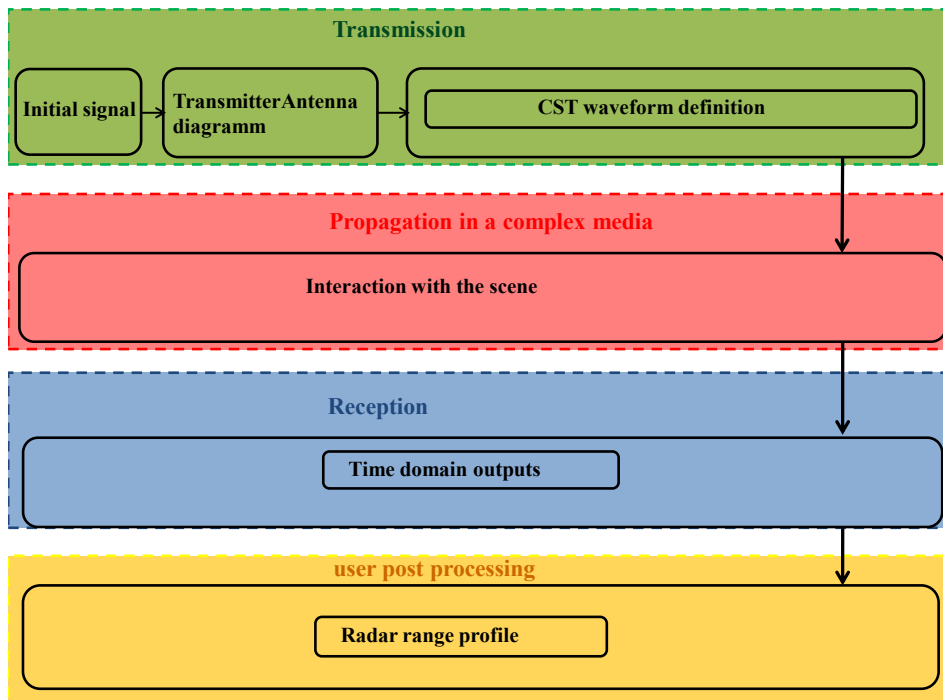 Transmission
Initial signal
TransmitterAntenna
diagramm
CST waveform definition
Propagation in a complex media
Interaction with the scene
Reception
Time domain outputs
user post processing
Radar range profile